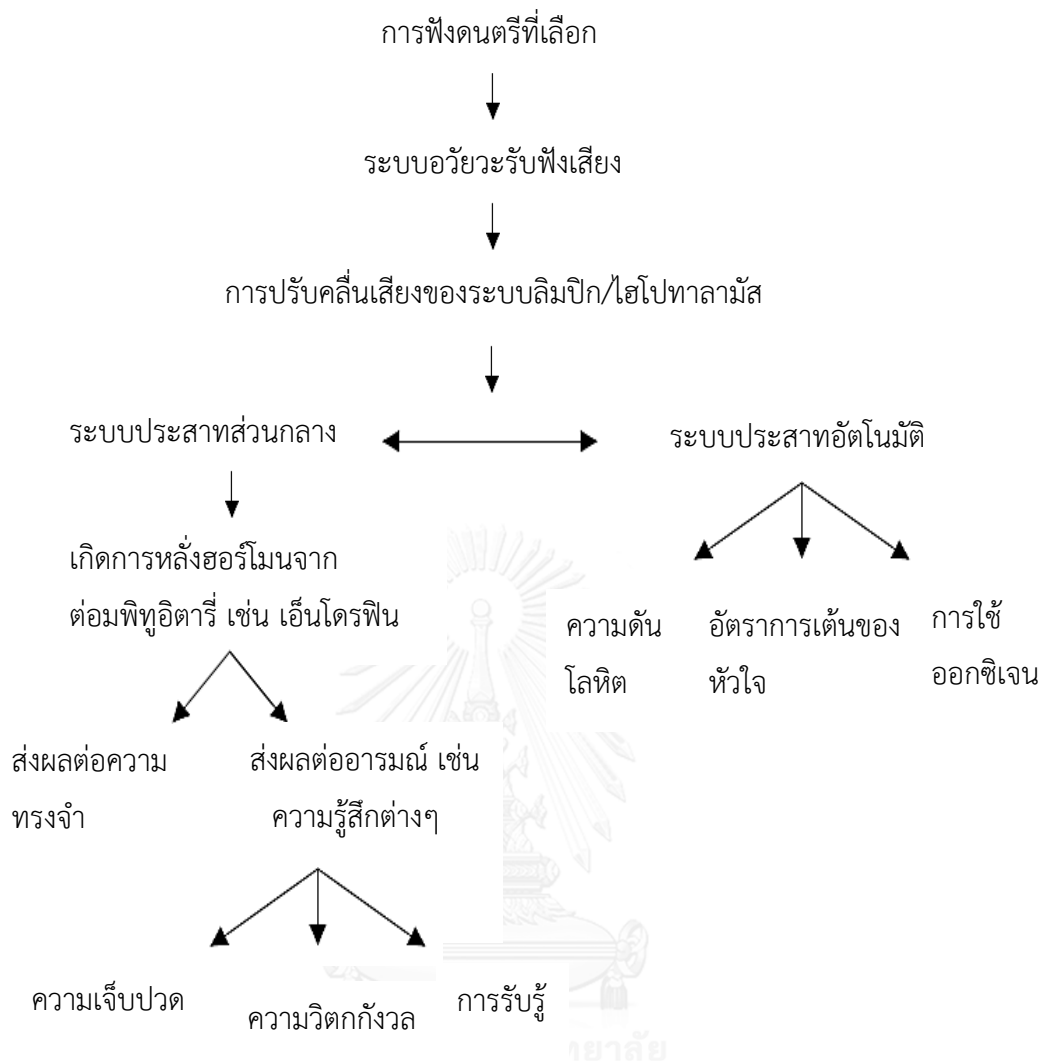 การฟังดนตรีที่เลือก
ระบบอวัยวะรับฟังเสียง
การปรับคลื่นเสียงของระบบลิมปิก/ไฮโปทาลามัส
ระบบประสาทส่วนกลาง
ระบบประสาทอัตโนมัติ
เกิดการหลั่งฮอร์โมนจาก
ต่อมพิทูอิตารี่ เช่น เอ็นโดรฟิน
ความดัน
โลหิต
อัตราการเต้นของ
หัวใจ
การใช้
ออกซิเจน
ส่งผลต่อความ
ทรงจำ
ส่งผลต่ออารมณ์ เช่น
ความรู้สึกต่างๆ
ความเจ็บปวด
ความวิตกกังวล
การรับรู้